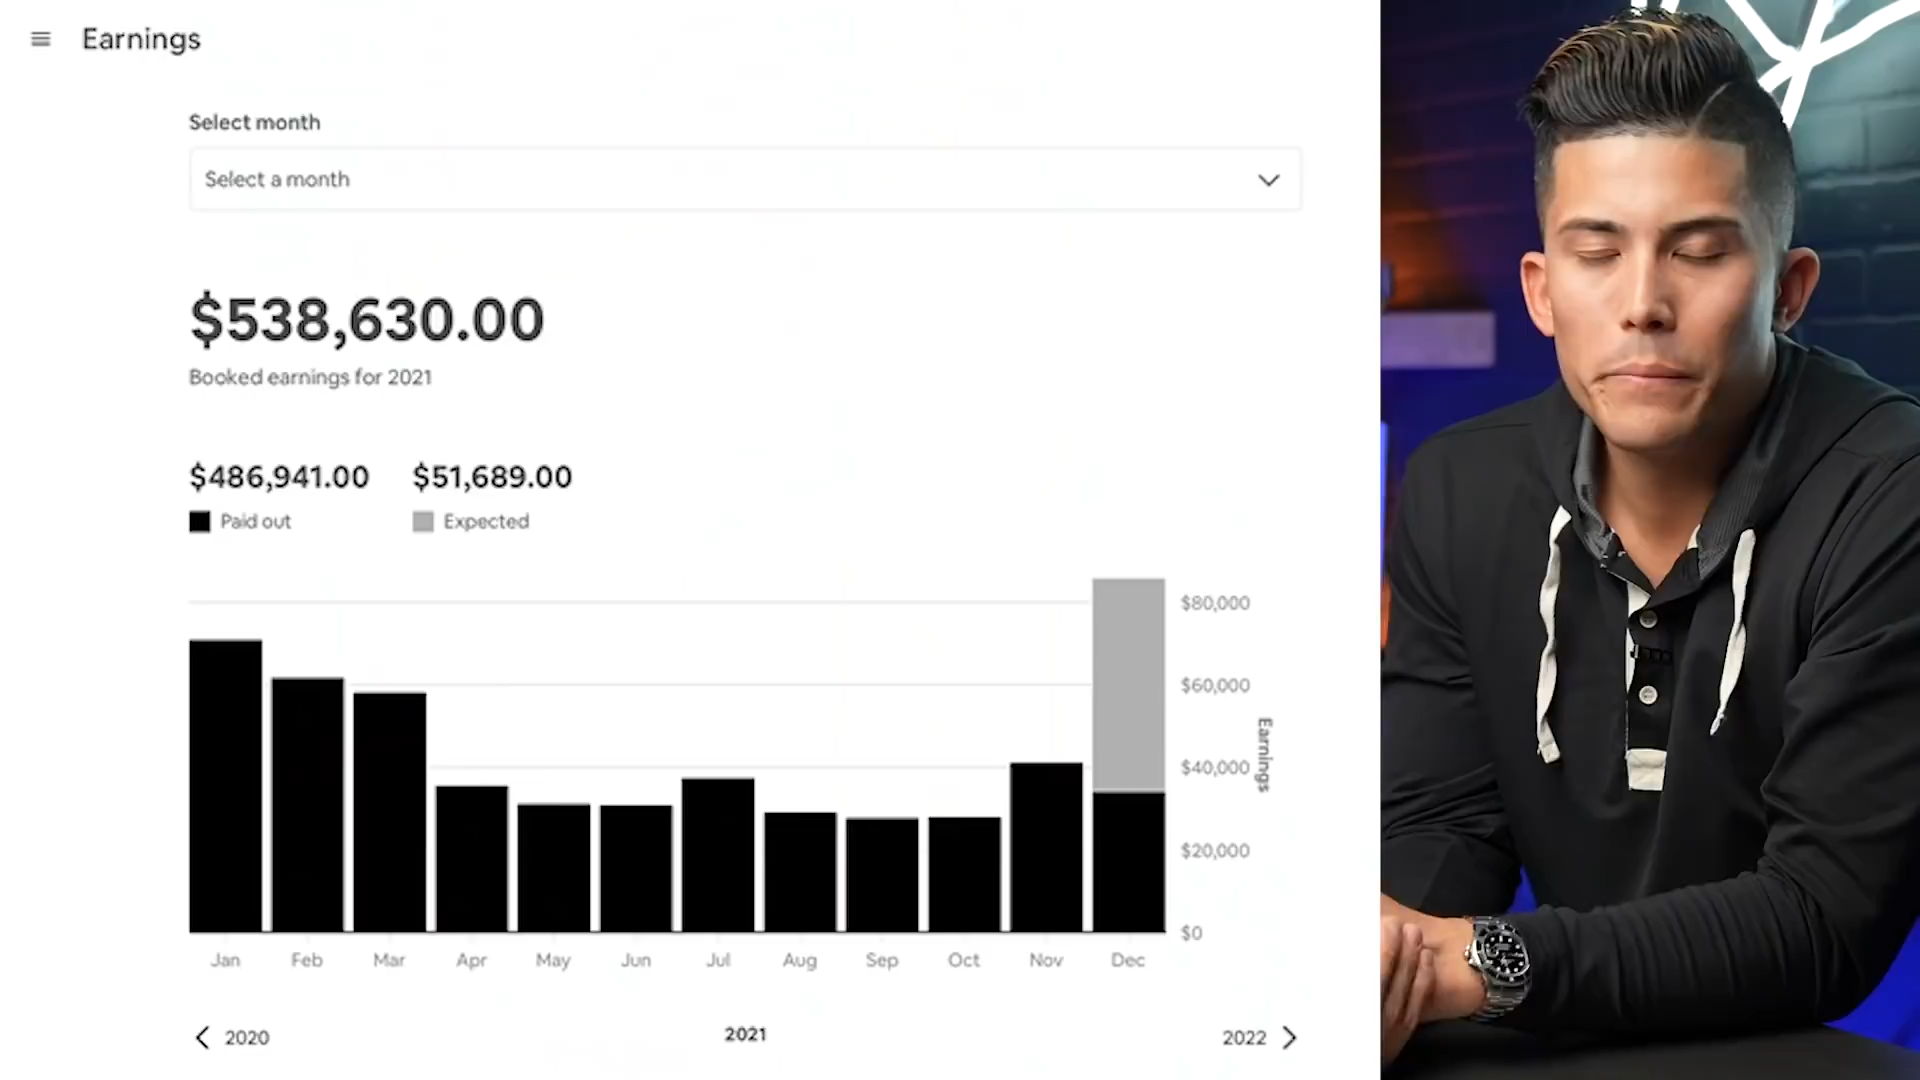 Earnings
Select month
Select a month
$538,630.00
Booked earnings for 2021
$486,941.00 $51,689.00
Paid out Expected
$80,000
$60,000
$40,000
$20,000
$0
Earnings
Jan Feb Mar Apr May Jun Jul Aug Sep Oct Nov Dec
2020 2021 2022